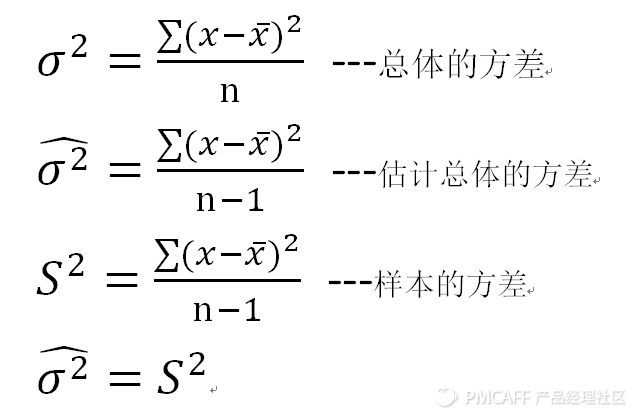 σ² = ∑(x−x̄)² / n ---总体的方差
σ²̂ = ∑(x−x̄)² / n−1 ---估计总体的方差
S² = ∑(x−x̄)² / n−1 ---样本的方差
σ²̂ = S²
PMCAFF 产品经理社区